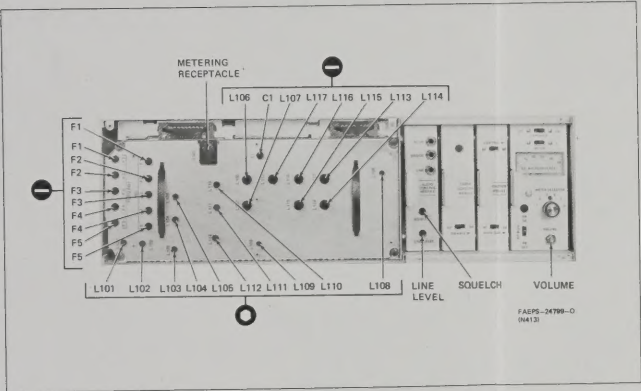 METERING
RECEPTACLE
L106 C1 L107 L117 L116 L115 L113 L114
F1
F1
F2
F2
F3
F3
F4
F4
F5
F5
L101 L102 L103 L104 L105 L112 L111 L109 L110 L108
LINE
LEVEL
SQUELCH
VOLUME
FAEPS-24799-O
(N413)